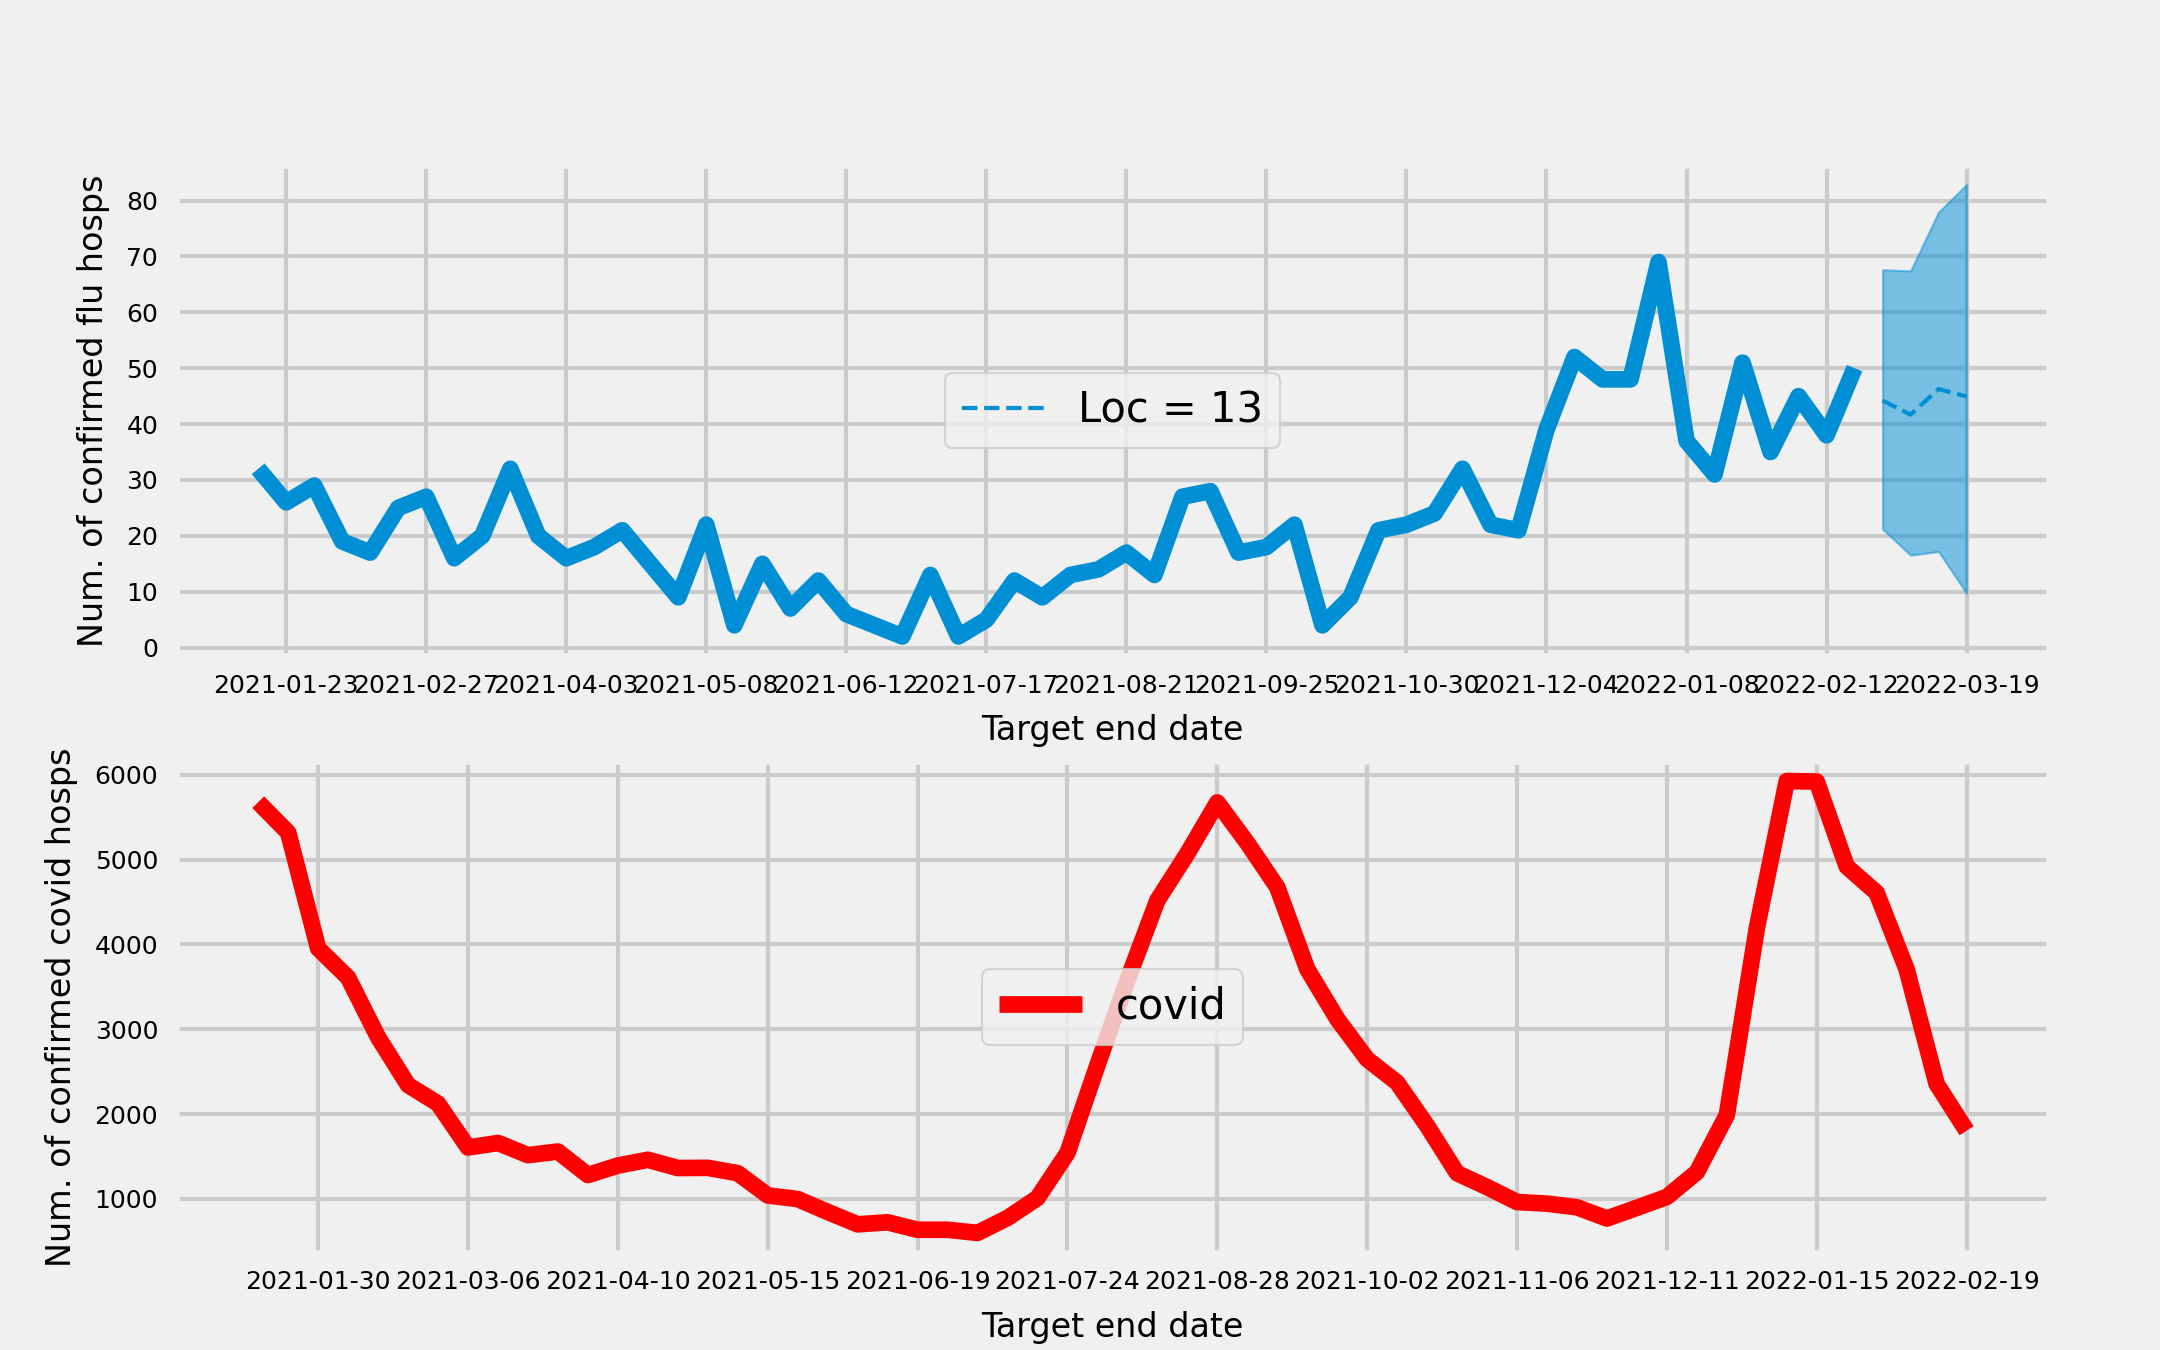 Num. of confirmed flu hosps
80
70
60
50
40
30
20
10
0
Loc = 13
2021-01-23 2021-02-27 2021-04-03 2021-05-08 2021-06-12 2021-07-17 2021-08-21 2021-09-25 2021-10-30 2021-12-04 2022-01-08 2022-02-12 2022-03-19
Target end date
Num. of confirmed covid hosps
6000
5000
4000
3000
2000
1000
covid
2021-01-30 2021-03-06 2021-04-10 2021-05-15 2021-06-19 2021-07-24 2021-08-28 2021-10-02 2021-11-06 2021-12-11 2022-01-15 2022-02-19
Target end date